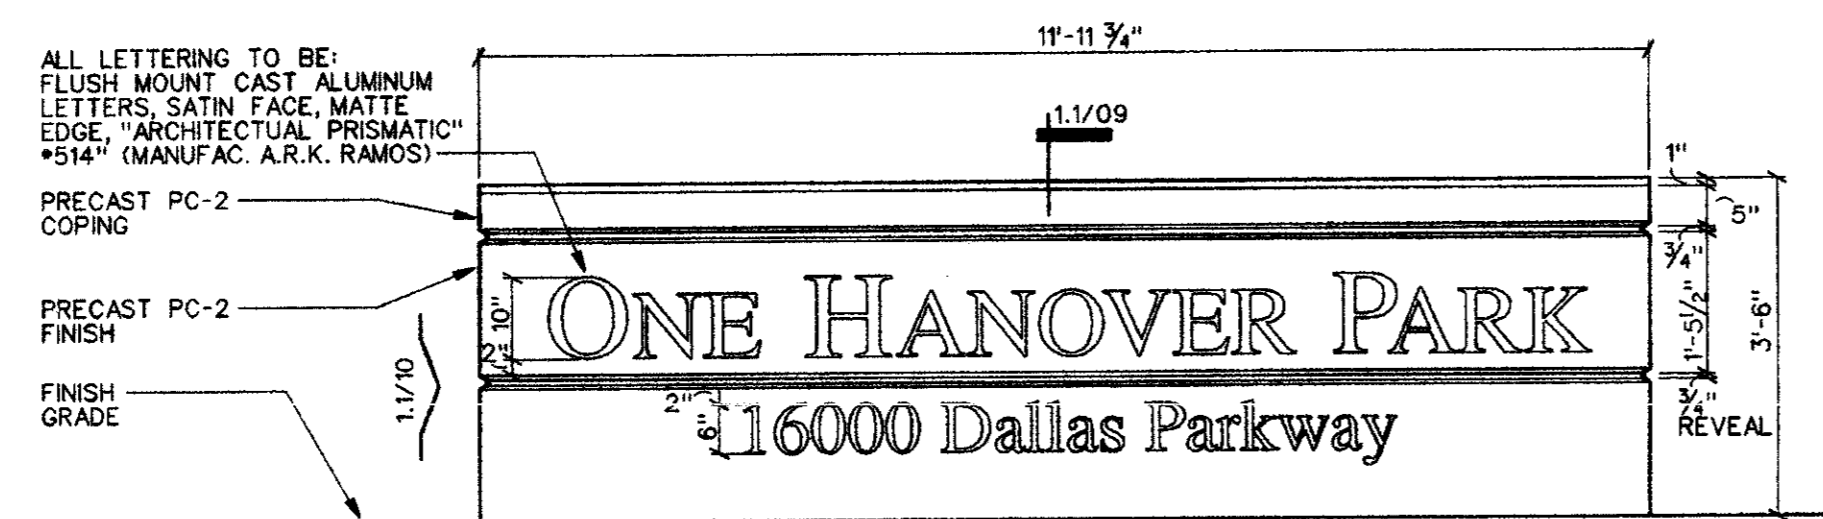 11'-11 3/4"
ALL LETTERING TO BE:
FLUSH MOUNT CAST ALUMINUM
LETTERS, SATIN FACE, MATTE
EDGE, "ARCHITECTUAL PRISMATIC"
•514" (MANUFAC. A.R.K. RAMOS)
1.1/09
1"
PRECAST PC-2
COPING
5"
3/4"
PRECAST PC-2
FINISH
10"
2"
ONE HANOVER PARK
1'-5 1/2"
3'-6"
FINISH
GRADE
1.1/10
2"
6"
16000 Dallas Parkway
3/4"
REVEAL